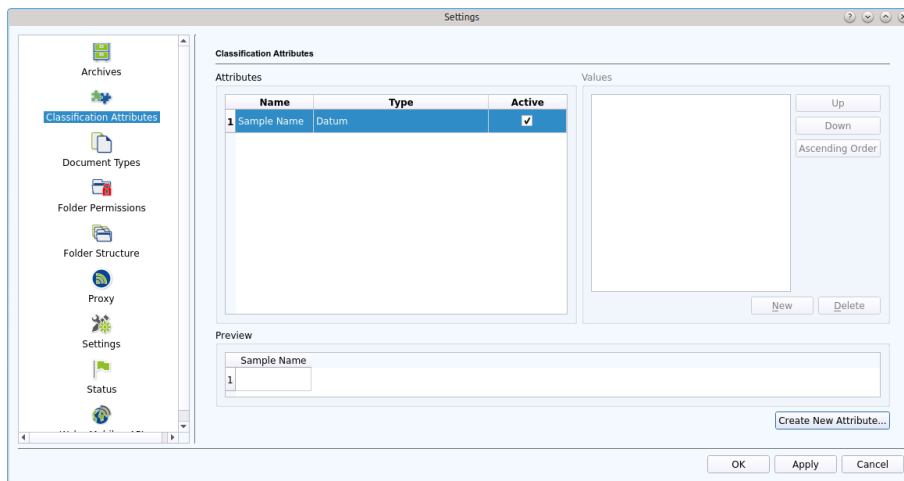 Settings
Archives
Classification Attributes
Document Types
Folder Permissions
Folder Structure
Proxy
Settings
Status
Classification Attributes
Attributes
Name Type Active
1 Sample Name Datum
Values
Up
Down
Ascending Order
New Delete
Preview
Sample Name
1
Create New Attribute...
OK Apply Cancel